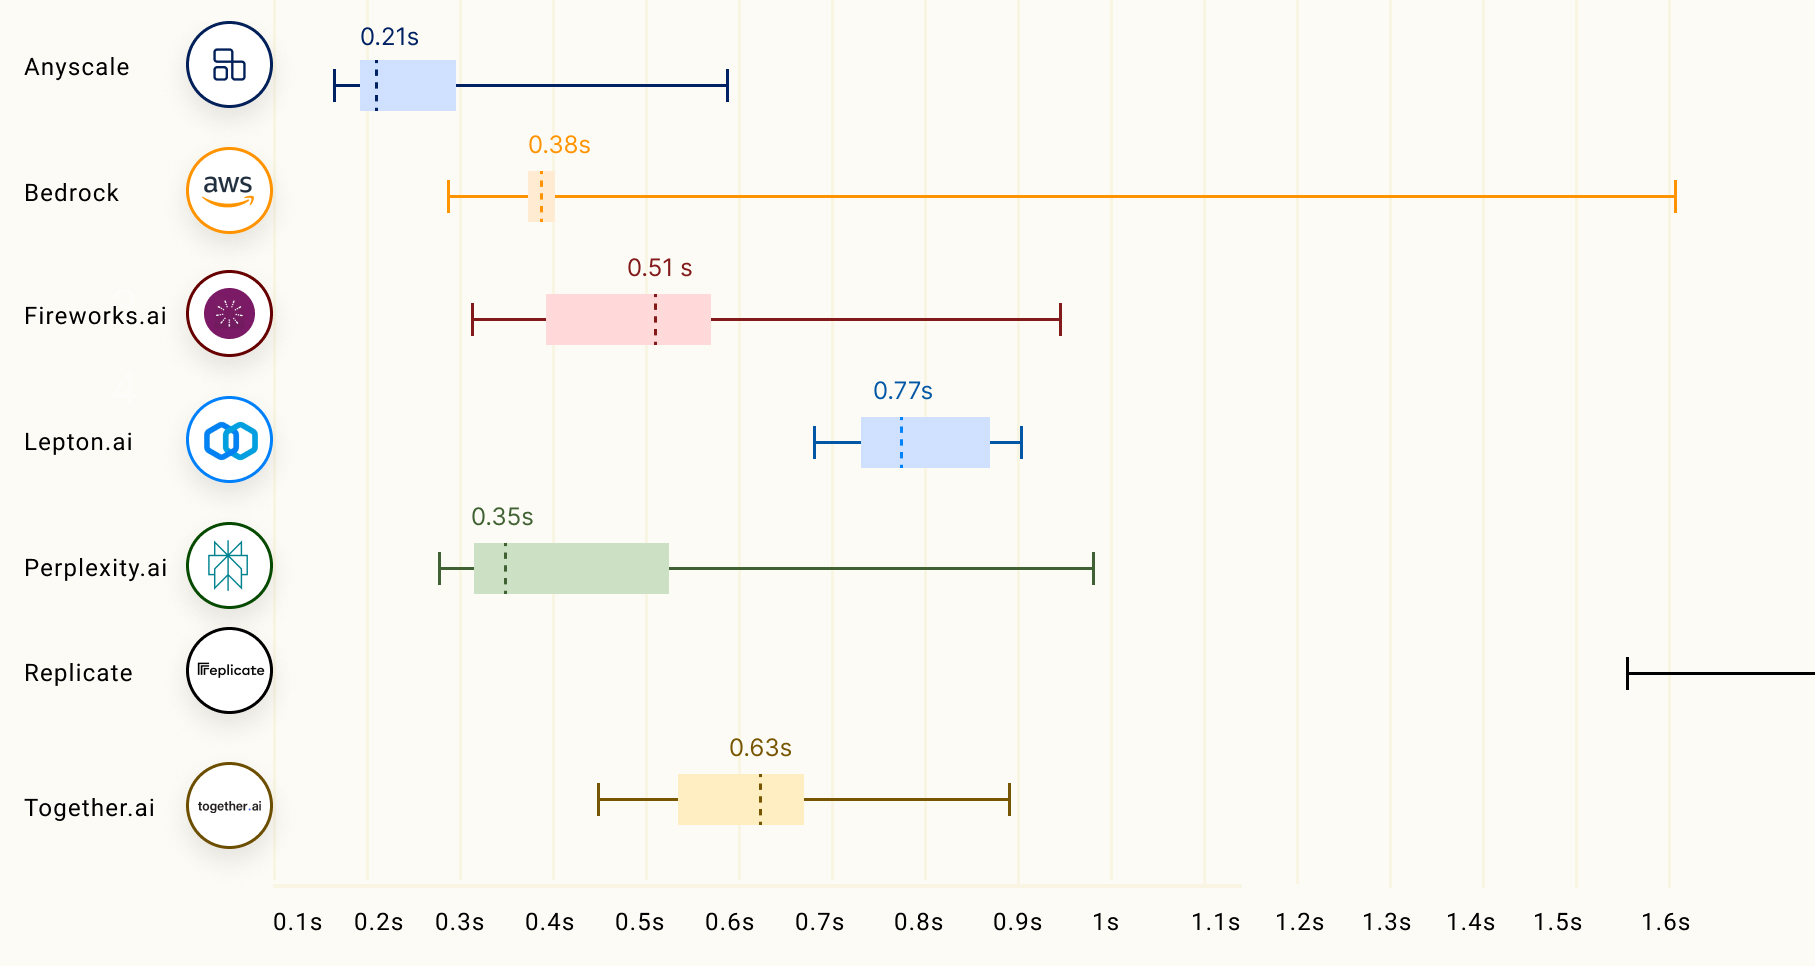 0.21s
Anyscale
0.38s
Bedrock
aws
0.51 s
Fireworks.ai
0.77s
Lepton.ai
0.35s
Perplexity.ai
Replicate
replicate
0.63s
Together.ai
together.ai
0.1s 0.2s 0.3s 0.4s 0.5s 0.6s 0.7s 0.8s 0.9s 1s 1.1s 1.2s 1.3s 1.4s 1.5s 1.6s